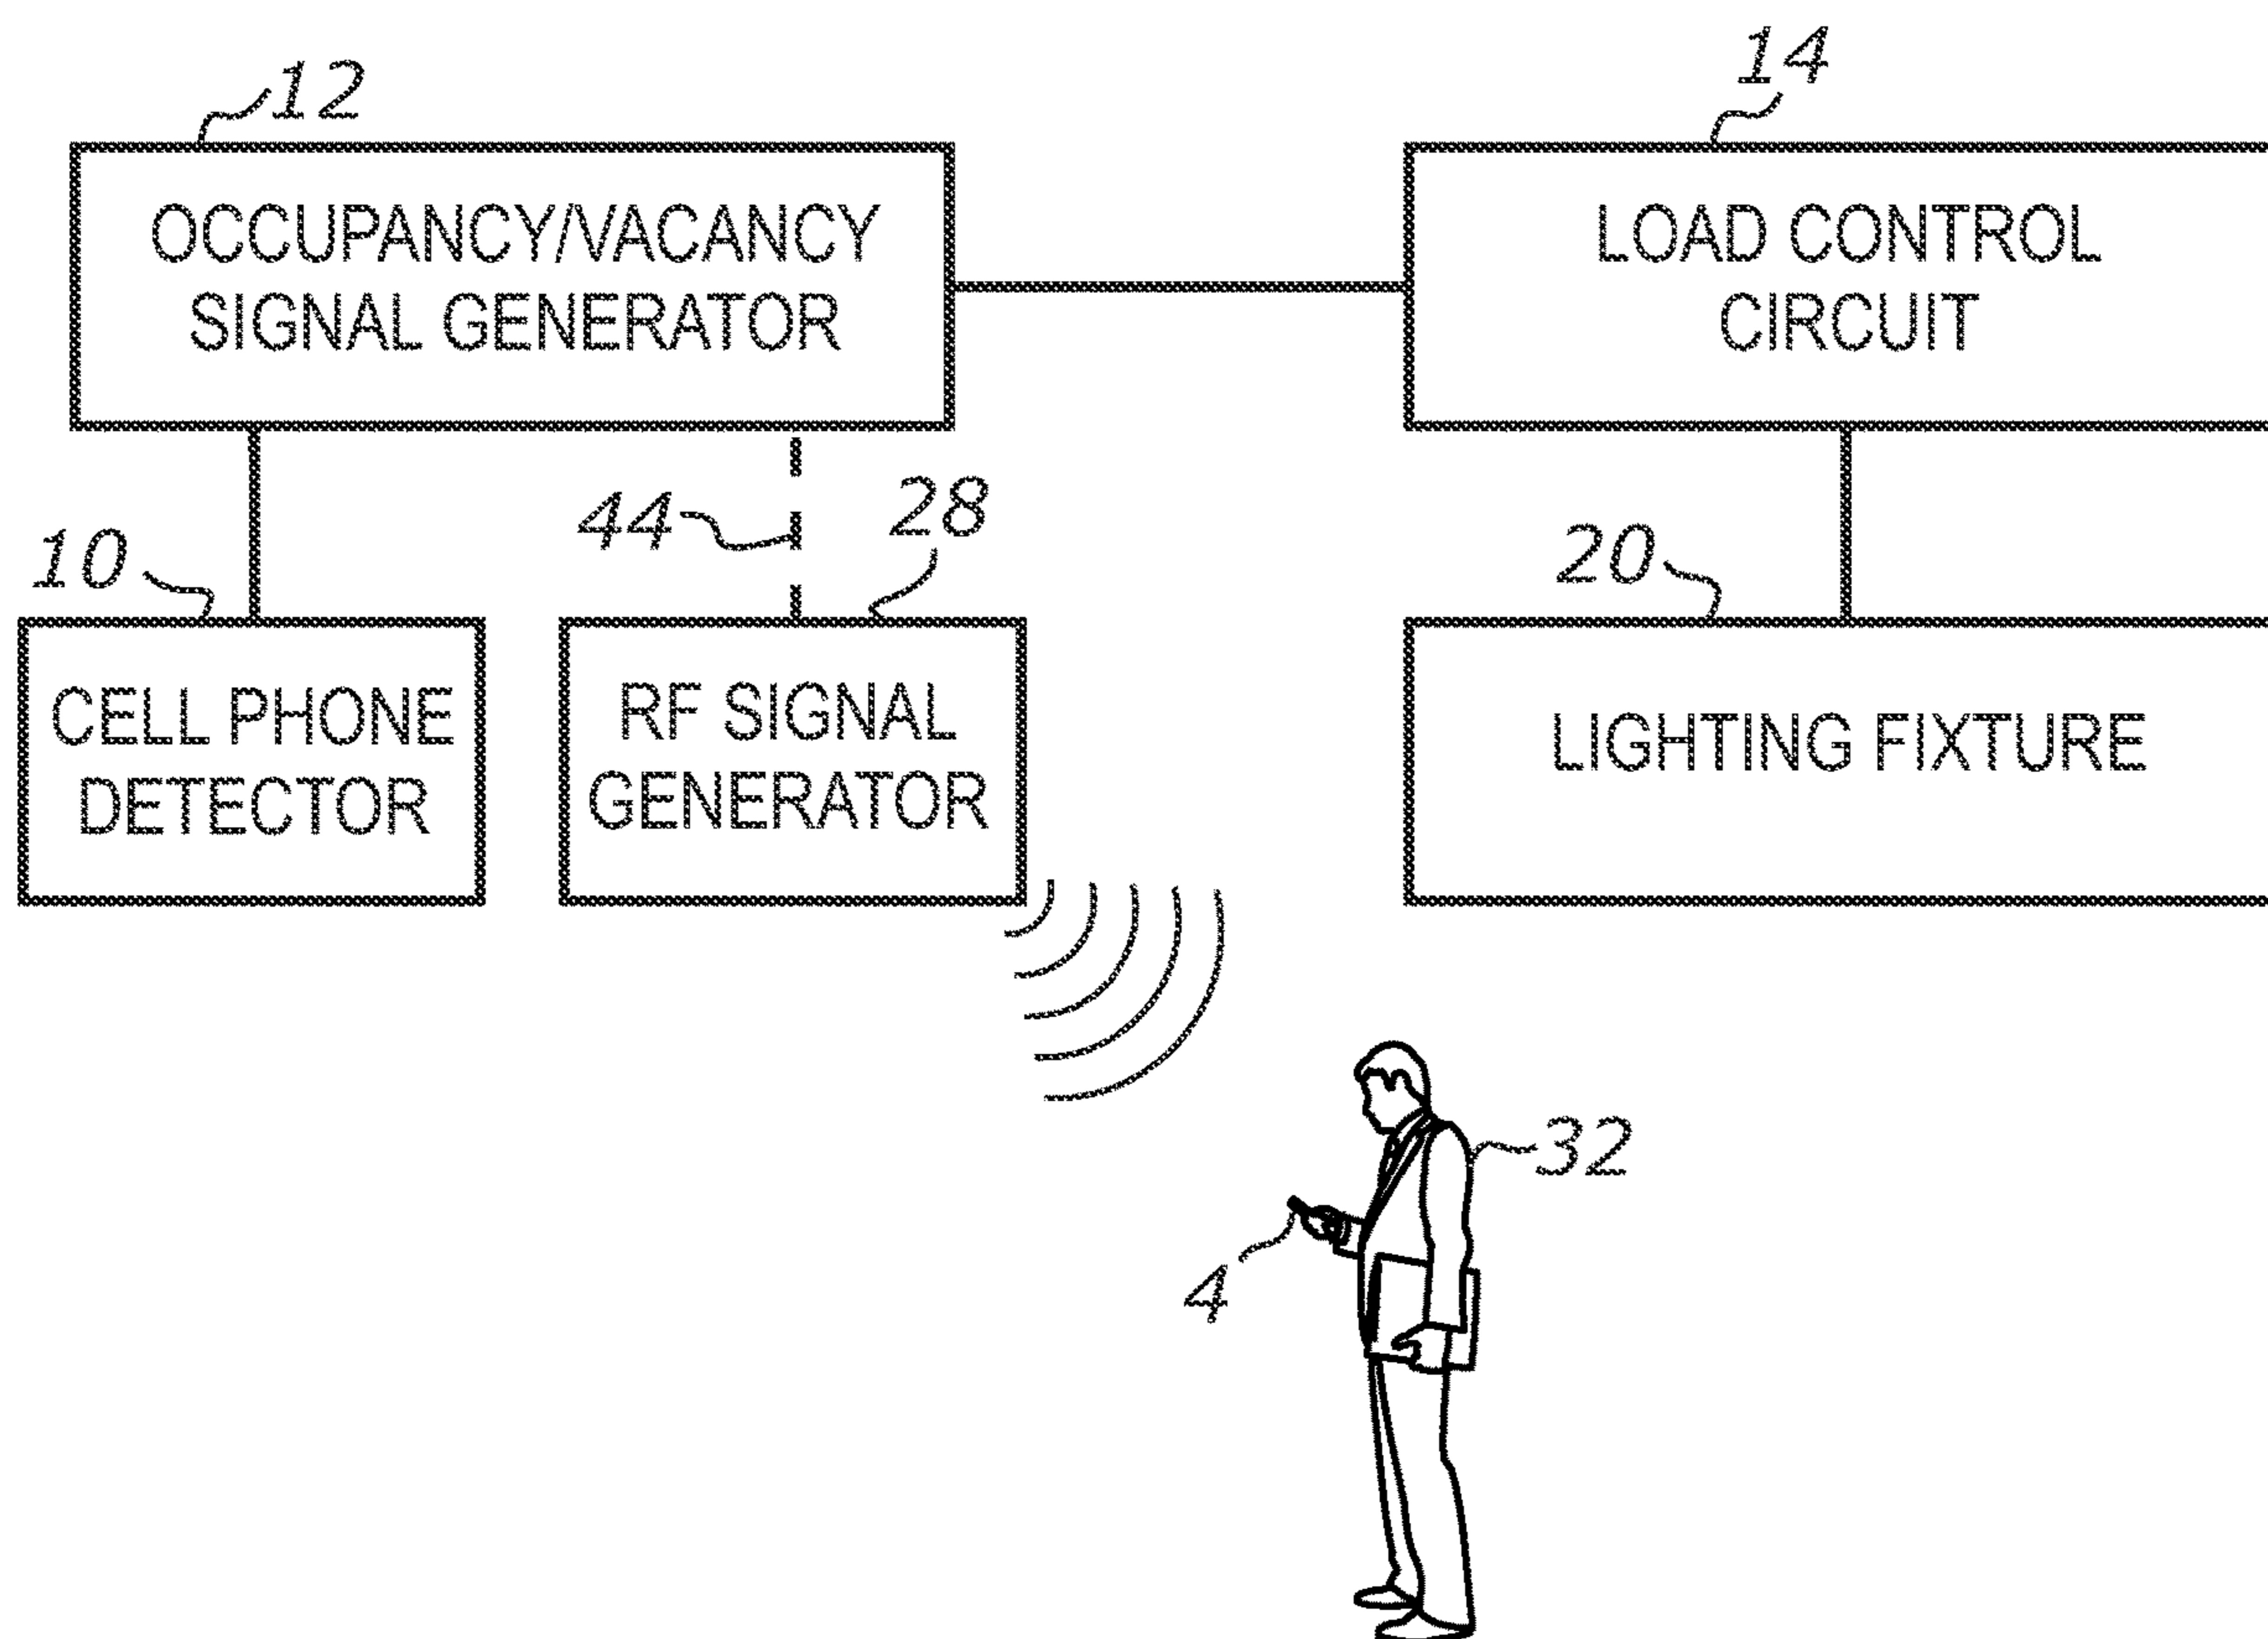 12
14
OCCUPANCY/VACANCY
SIGNAL GENERATOR
LOAD CONTROL
CIRCUIT
44
28
10
20
CELL PHONE
DETECTOR
RF SIGNAL
GENERATOR
LIGHTING FIXTURE
32
4